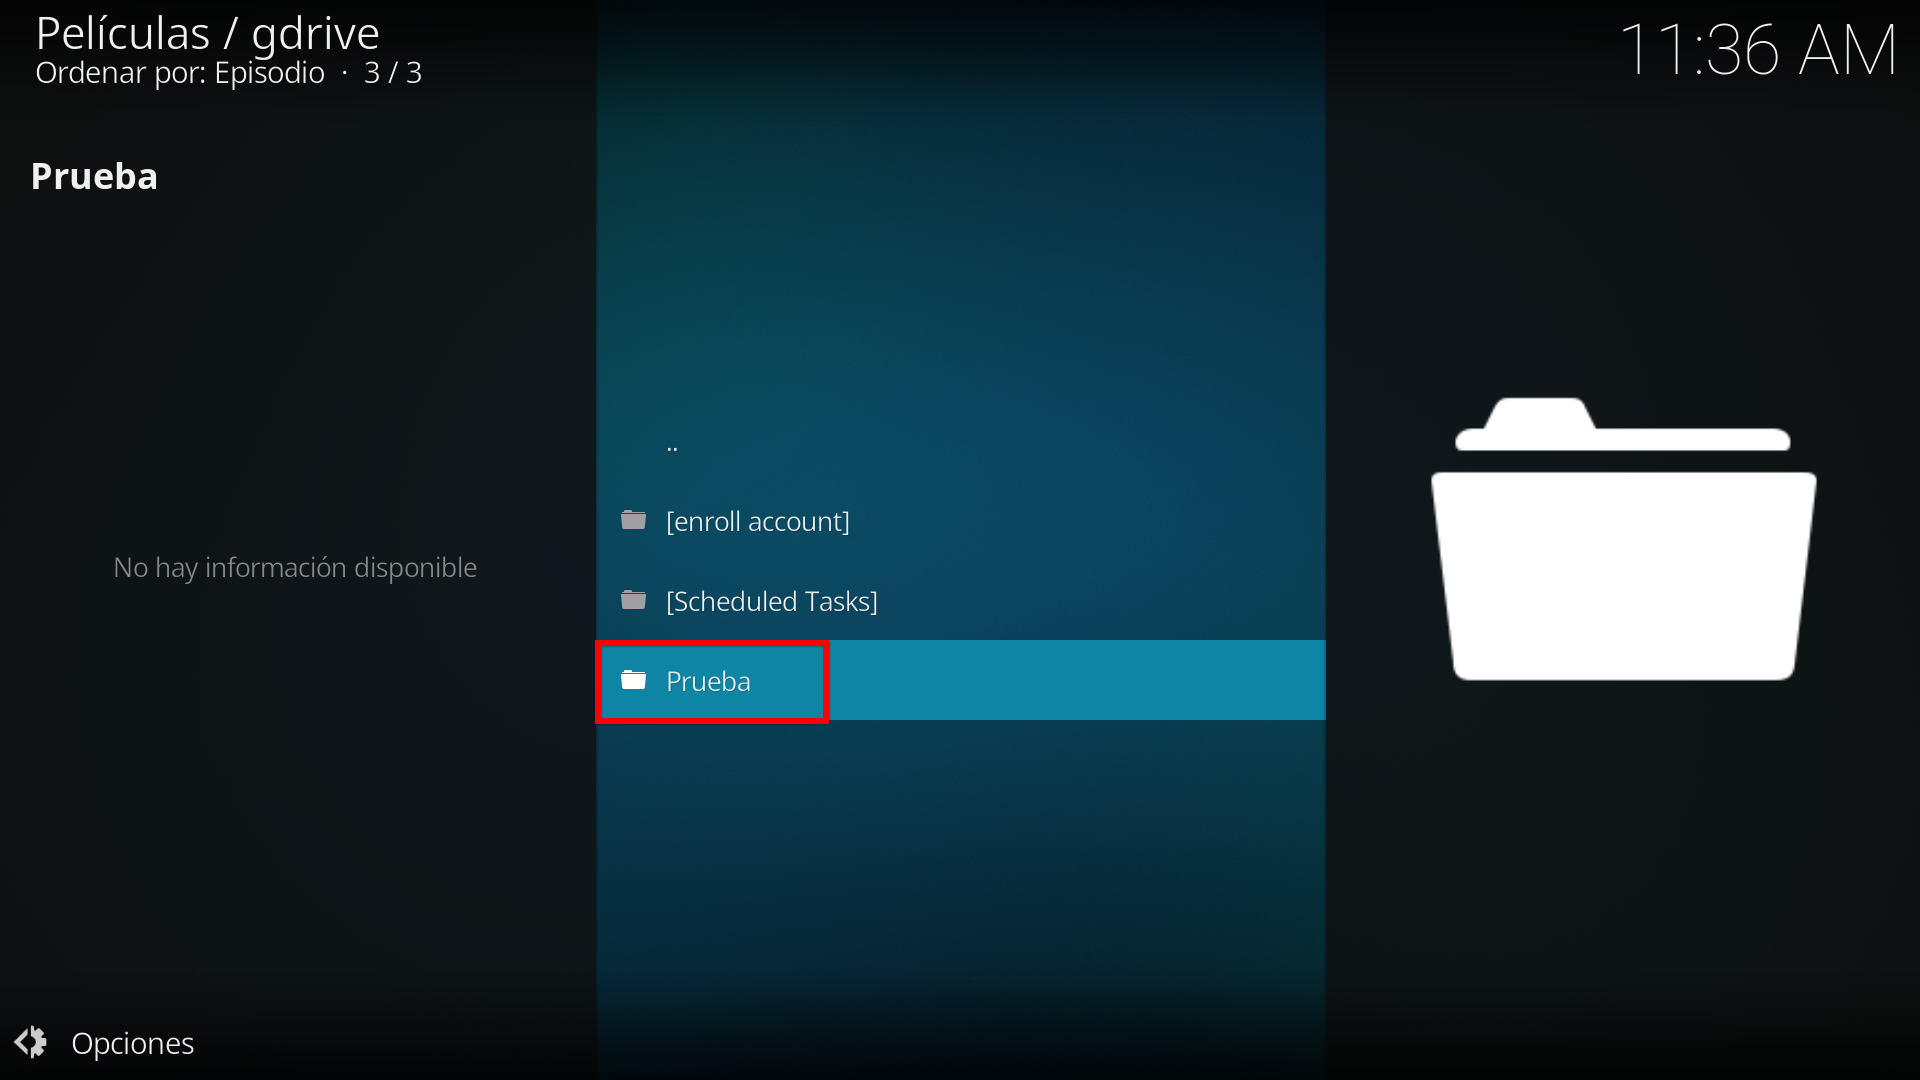 Películas / gdrive
Ordenar por: Episodio · 3 / 3
11:36 AM
Prueba
No hay información disponible
..
[enroll account]
[Scheduled Tasks]
Prueba
Opciones